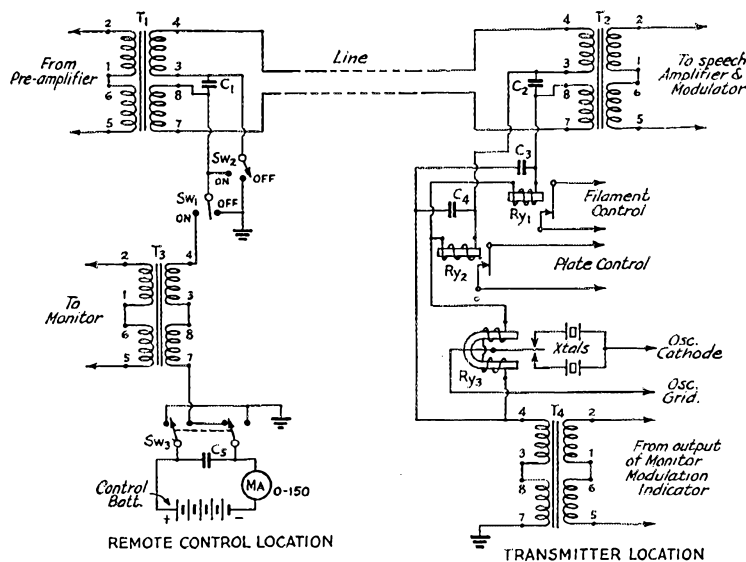 T1
2 4
From
Pre-amplifier
1 3
6 8
5 7
C1
Line
T2
4 2
3 1
8 6
7 5
C2
To speech
Amplifier &
Modulator
Sw2
ON OFF
Sw1
ON OFF
C3
C4
Ry1
Filament
Control
Ry2
Plate Control
T3
2 4
1 3
6 8
5 7
To
Monitor
Ry3
Xtals
Osc.
Cathode
Osc.
Grid.
T4
4 2
3 1
8 6
7 5
From output
of Monitor
Modulation
Indicator
Sw3
C5
MA
0-150
Control
Batt.
+ −
REMOTE CONTROL LOCATION
TRANSMITTER LOCATION